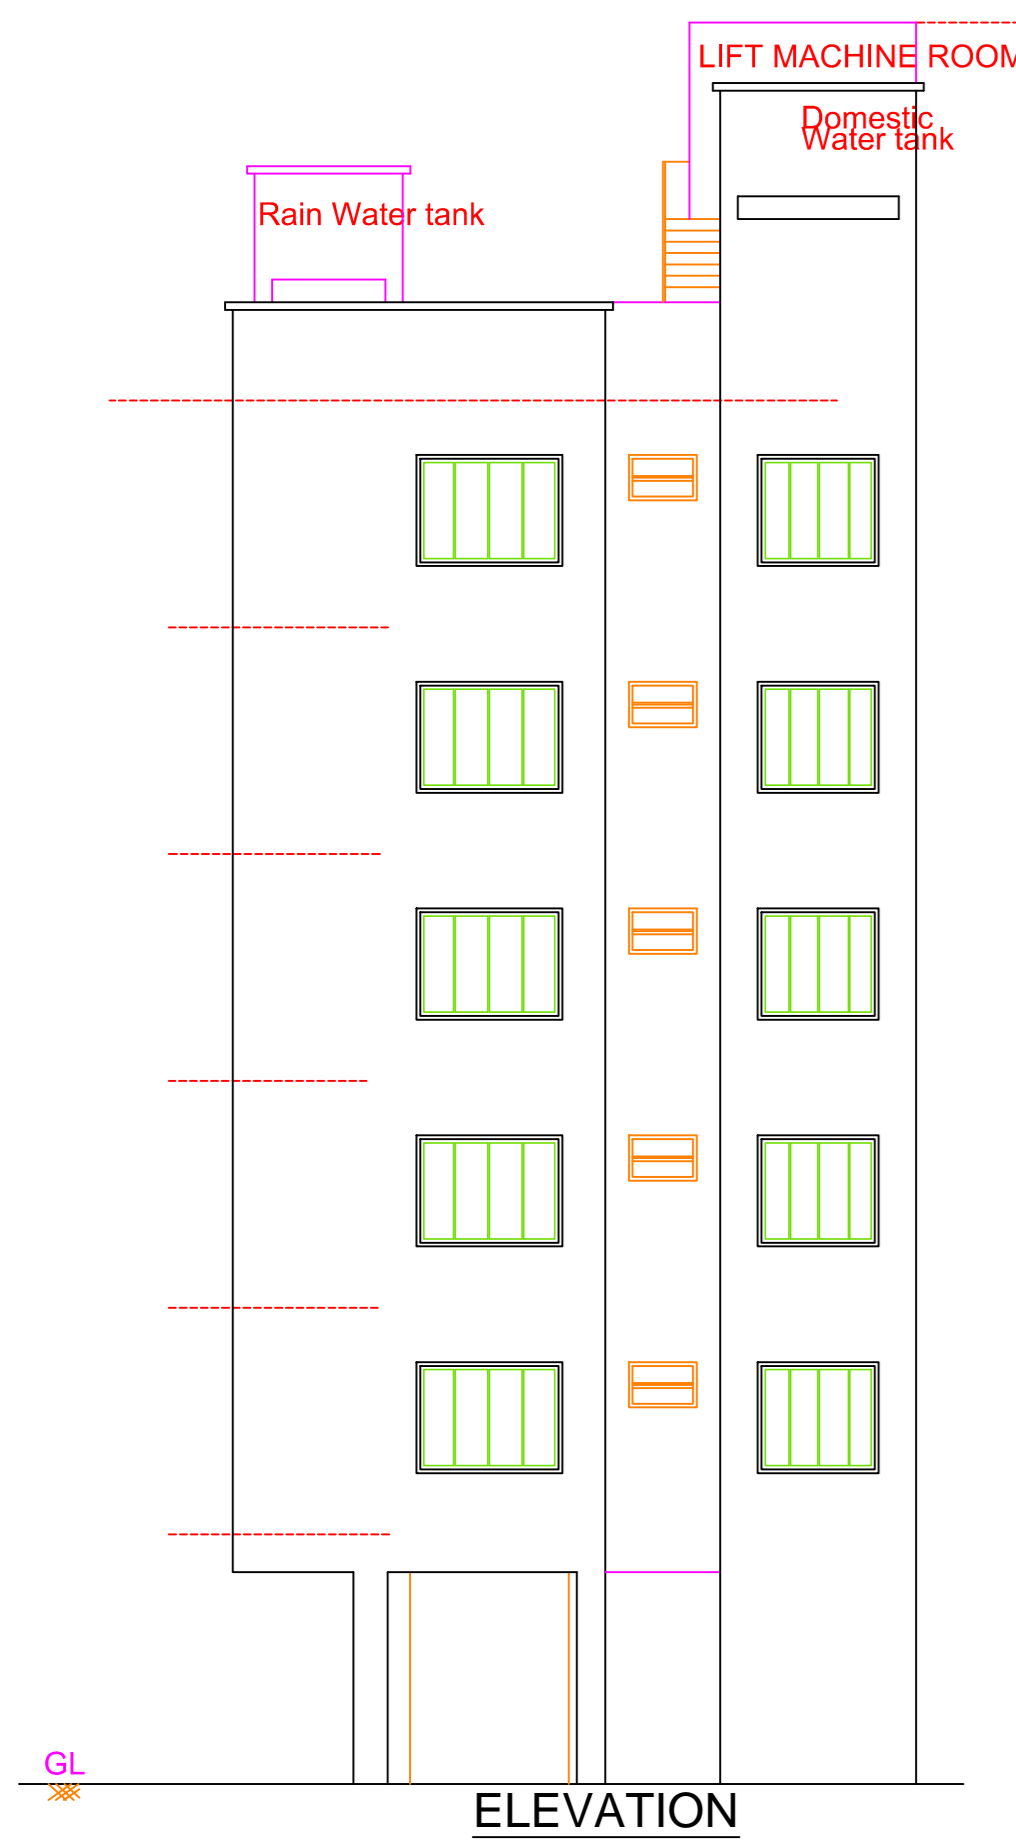 LIFT MACHINE ROOM
Domestic
Water tank
Rain Water tank
GL
ELEVATION